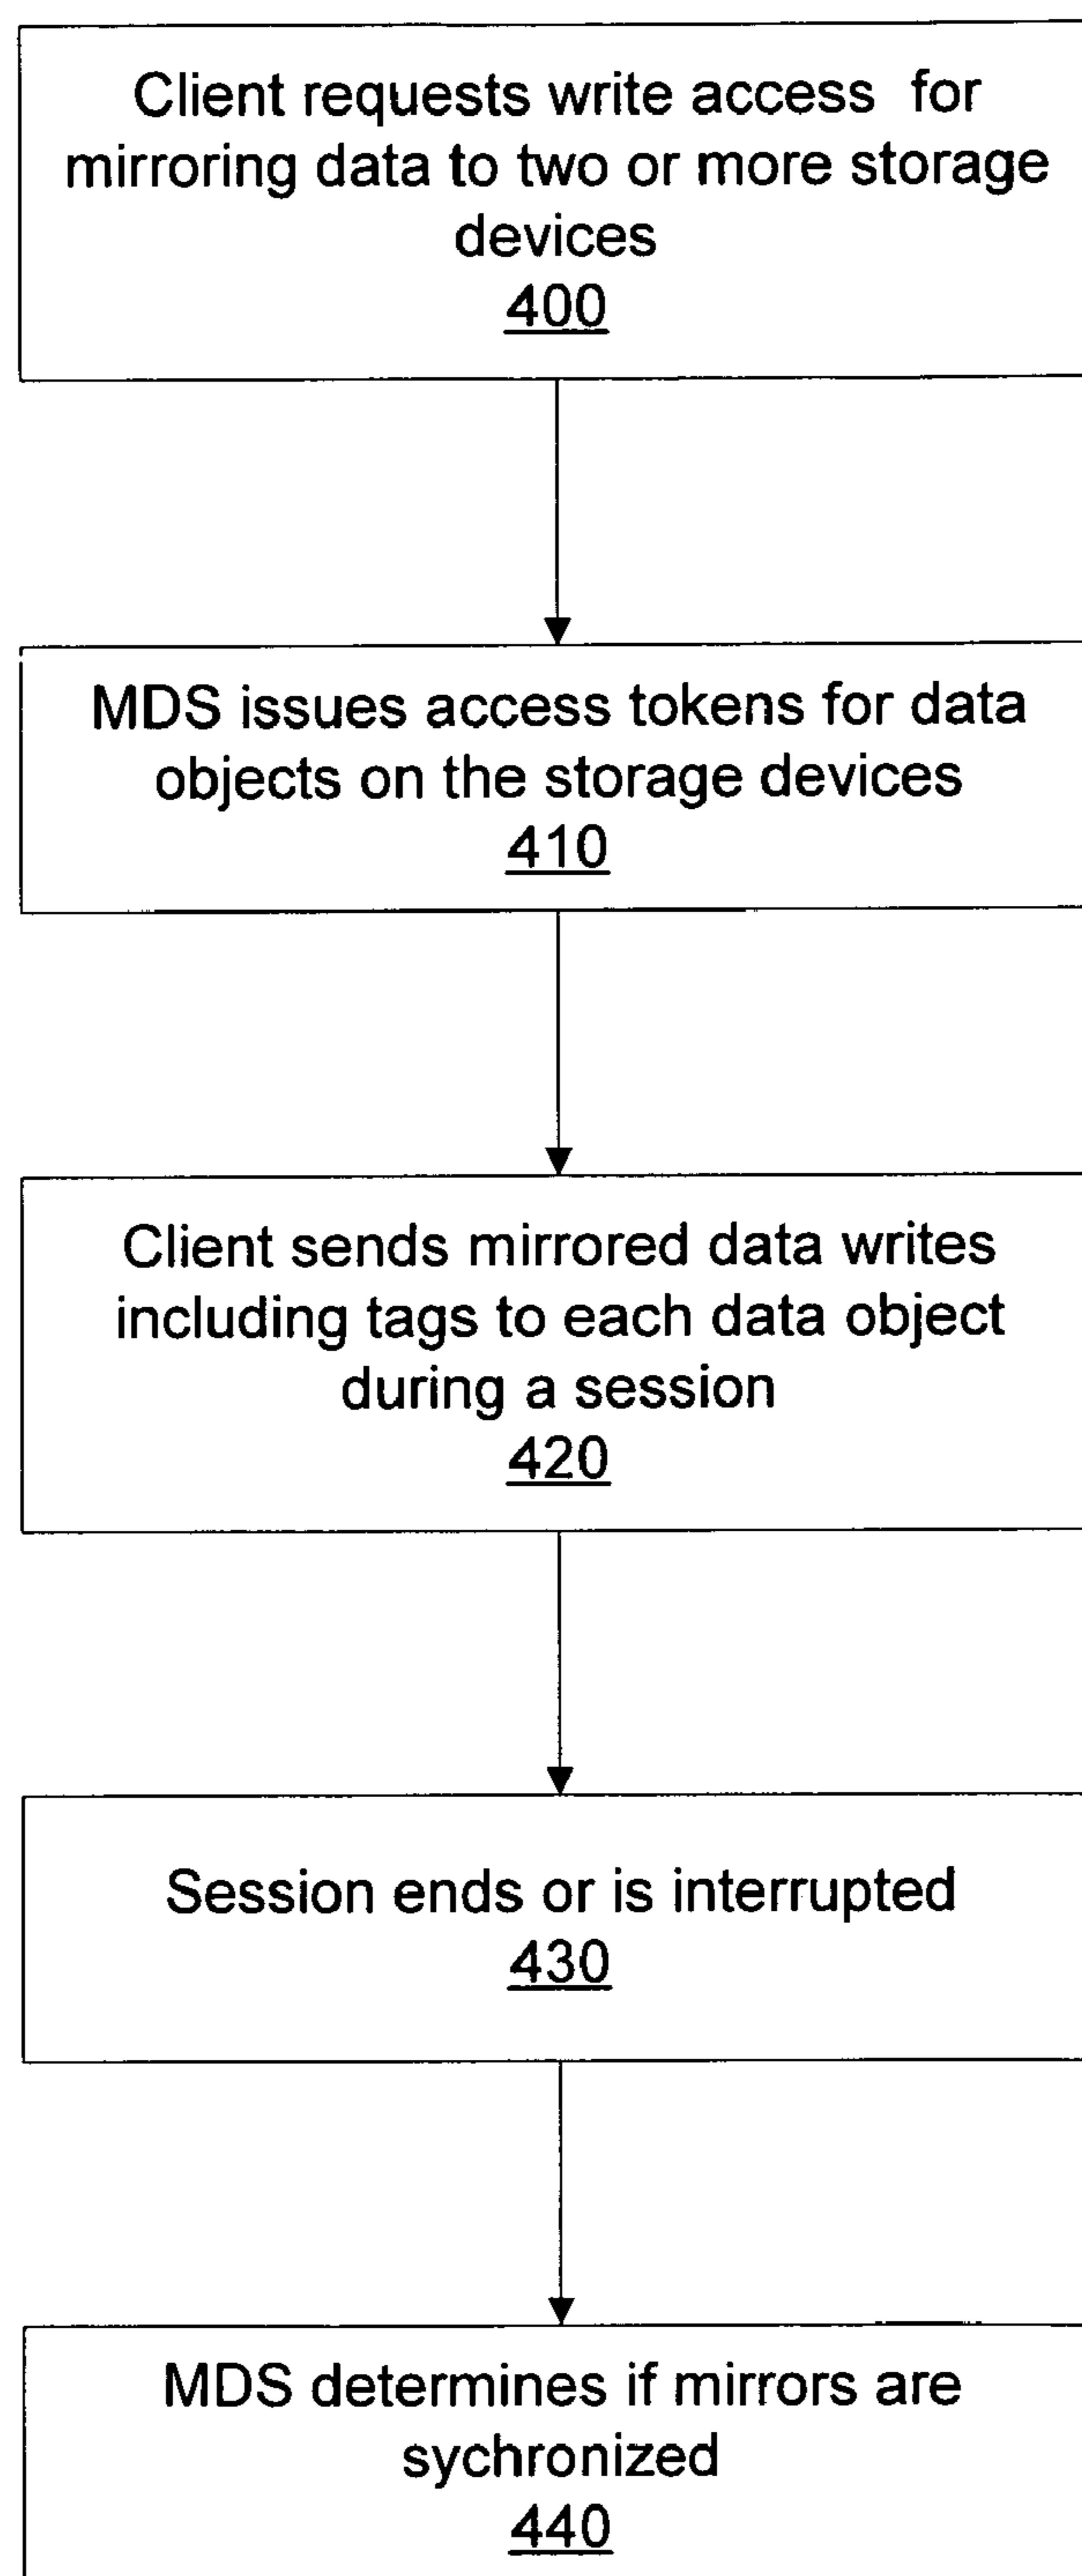 Client requests write access for
mirroring data to two or more storage
devices
400
MDS issues access tokens for data
objects on the storage devices
410
Client sends mirrored data writes
including tags to each data object
during a session
420
Session ends or is interrupted
430
MDS determines if mirrors are
sychronized
440